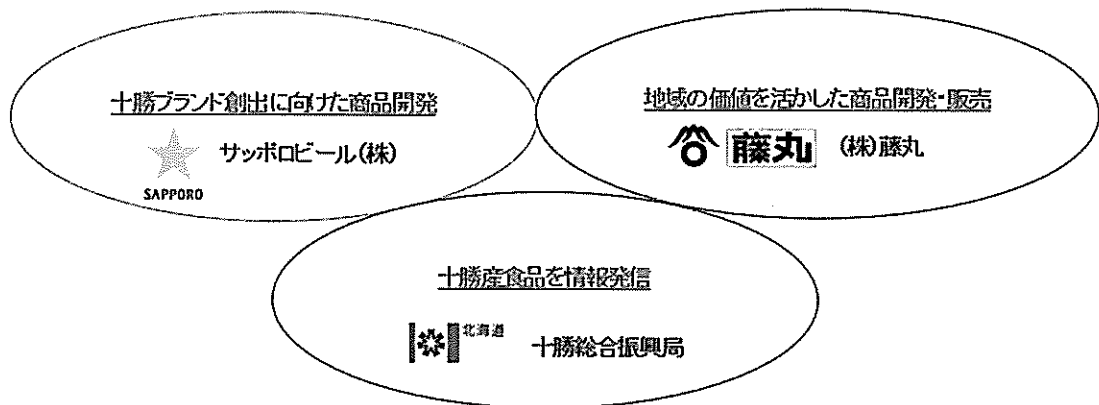 十勝ブランド創出に向けた商品開発
サッポロビール(株)
SAPPORO
地域の価値を活かした商品開発・販売
藤丸 (株)藤丸
十勝産食品を情報発信
北海道
十勝総合振興局